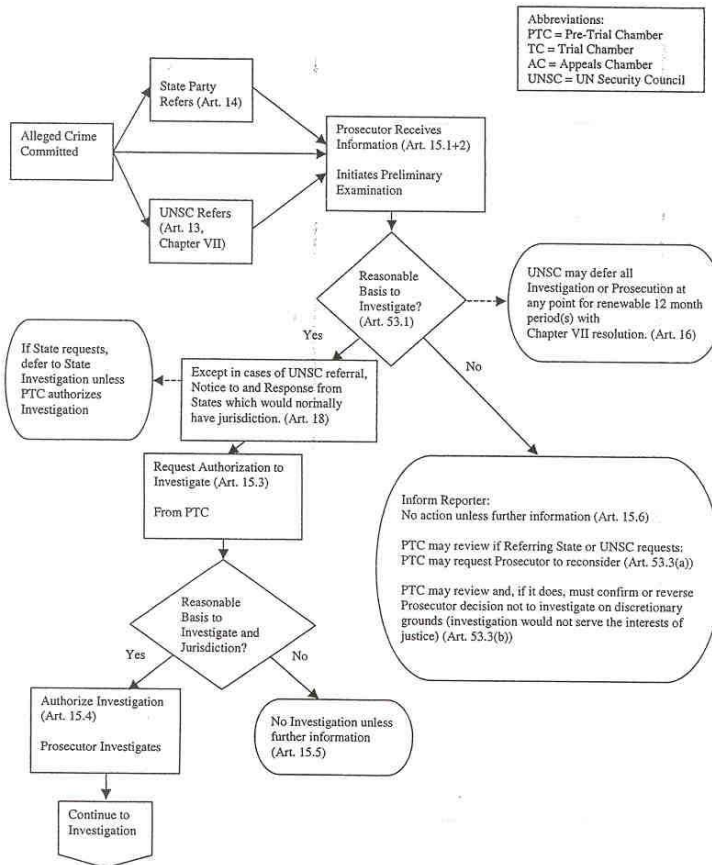 Abbreviations:
PTC = Pre-Trial Chamber
TC = Trial Chamber
AC = Appeals Chamber
UNSC = UN Security Council
State Party
Refers (Art. 14)
Alleged Crime
Committed
Prosecutor Receives
Information (Art. 15.1+2)
Initiates Preliminary
Examination
UNSC Refers
(Art. 13,
Chapter VII)
Reasonable
Basis to
Investigate?
(Art. 53.1)
UNSC may defer all
Investigation or Prosecution at
any point for renewable 12 month
period(s) with
Chapter VII resolution. (Art. 16)
Yes
No
If State requests,
defer to State
Investigation unless
PTC authorizes
Investigation
Except in cases of UNSC referral,
Notice to and Response from
States which would normally
have jurisdiction. (Art. 18)
Request Authorization to
Investigate (Art. 15.3)
From PTC
Inform Reporter:
No action unless further information (Art. 15.6)
PTC may review if Referring State or UNSC requests:
PTC may request Prosecutor to reconsider (Art. 53.3(a))
PTC may review and, if it does, must confirm or reverse
Prosecutor decision not to investigate on discretionary
grounds (investigation would not serve the interests of
justice) (Art. 53.3(b))
Reasonable
Basis to
Investigate and
Jurisdiction?
Yes
No
Authorize Investigation
(Art. 15.4)
Prosecutor Investigates
No Investigation unless
further information
(Art. 15.5)
Continue to
Investigation